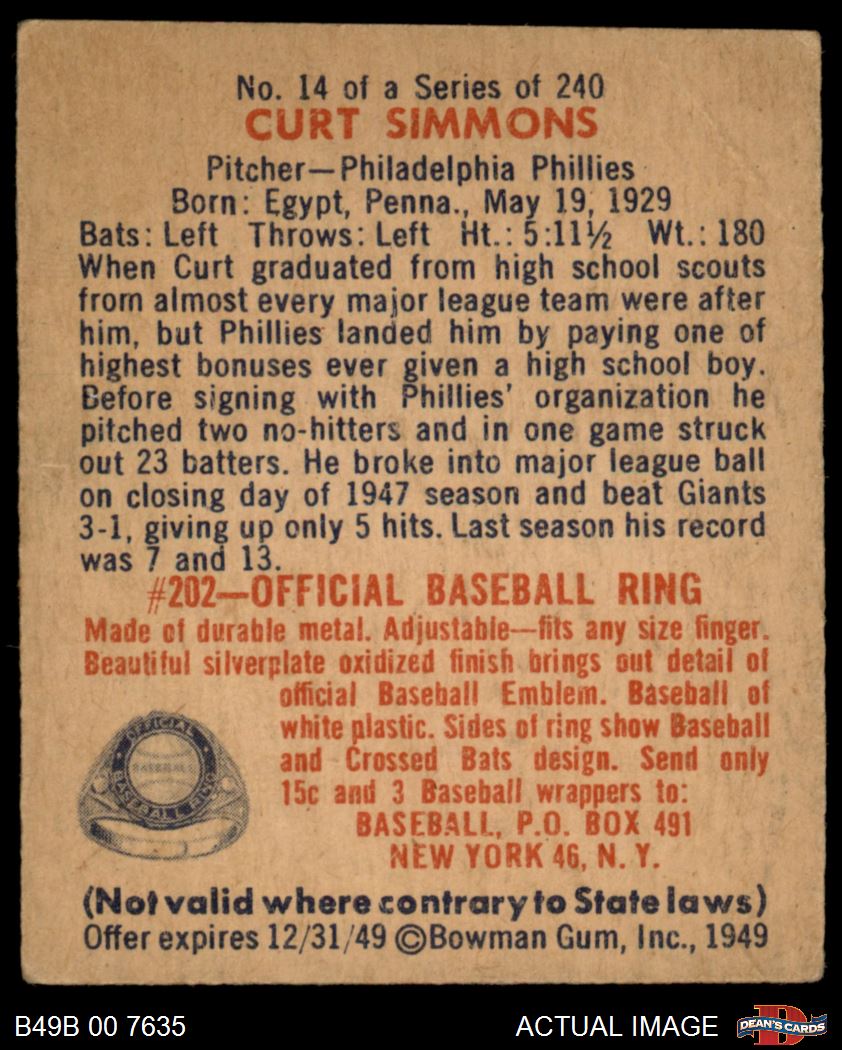 No. 14 of a Series of 240
CURT SIMMONS
Pitcher—Philadelphia Phillies
Born: Egypt, Penna., May 19, 1929
Bats: Left Throws: Left Ht.: 5:11½ Wt.: 180
When Curt graduated from high school scouts
from almost every major league team were after
him, but Phillies landed him by paying one of
highest bonuses ever given a high school boy.
Before signing with Phillies' organization he
pitched two no-hitters and in one game struck
out 23 batters. He broke into major league ball
on closing day of 1947 season and beat Giants
3-1, giving up only 5 hits. Last season his record
was 7 and 13.
#202—OFFICIAL BASEBALL RING
Made of durable metal. Adjustable—fits any size finger.
Beautiful silverplate oxidized finish brings out detail of
official Baseball Emblem. Baseball of
white plastic. Sides of ring show Baseball
and Crossed Bats design. Send only
15c and 3 Baseball wrappers to:
BASEBALL, P.O. BOX 491
NEW YORK 46, N. Y.
OFFICIAL
BASEBALL
BASEBALL RING
(Not valid where contrary to State laws)
Offer expires 12/31/49 ©Bowman Gum, Inc., 1949
B49B 00 7635
ACTUAL IMAGE
D
DEAN'S CARDS